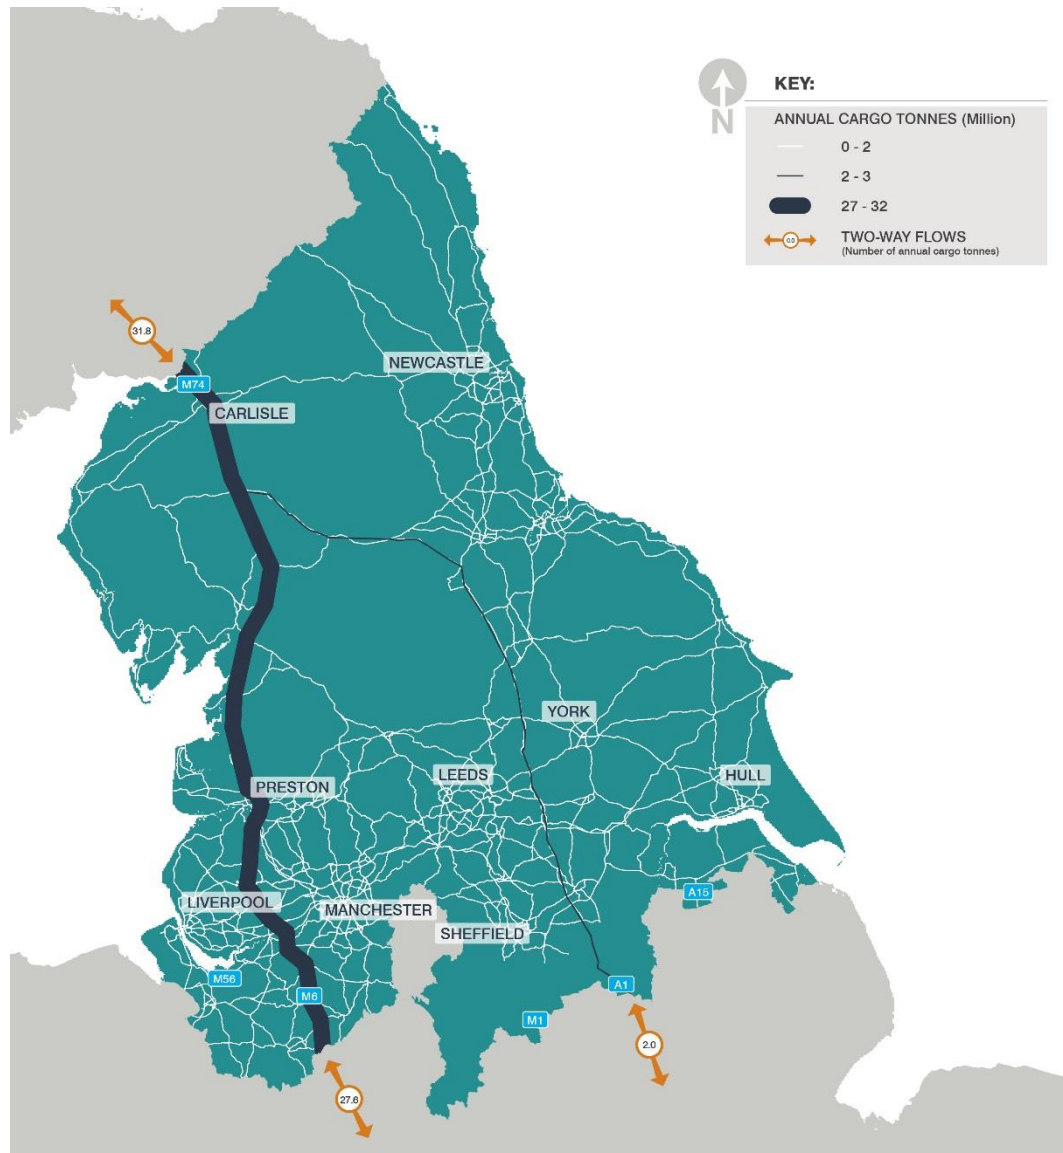 KEY:
N
ANNUAL CARGO TONNES (Million)
0 - 2
2 - 3
27 - 32
0.0
TWO-WAY FLOWS
(Number of annual cargo tonnes)
31.8
M74
NEWCASTLE
CARLISLE
YORK
LEEDS
HULL
PRESTON
A15
LIVERPOOL
MANCHESTER
SHEFFIELD
M56
M6
A1
M1
2.0
27.6